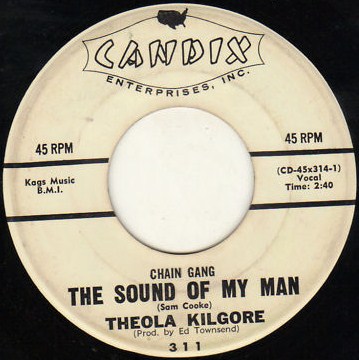 CANDIX
ENTERPRISES, INC.
45 RPM
45 RPM
Kags Music
B.M.I.
(CD-45x314-1)
Vocal
Time: 2:40
CHAIN GANG
THE SOUND OF MY MAN
(Sam Cooke)
THEOLA KILGORE
(Prod. by Ed Townsend)
311